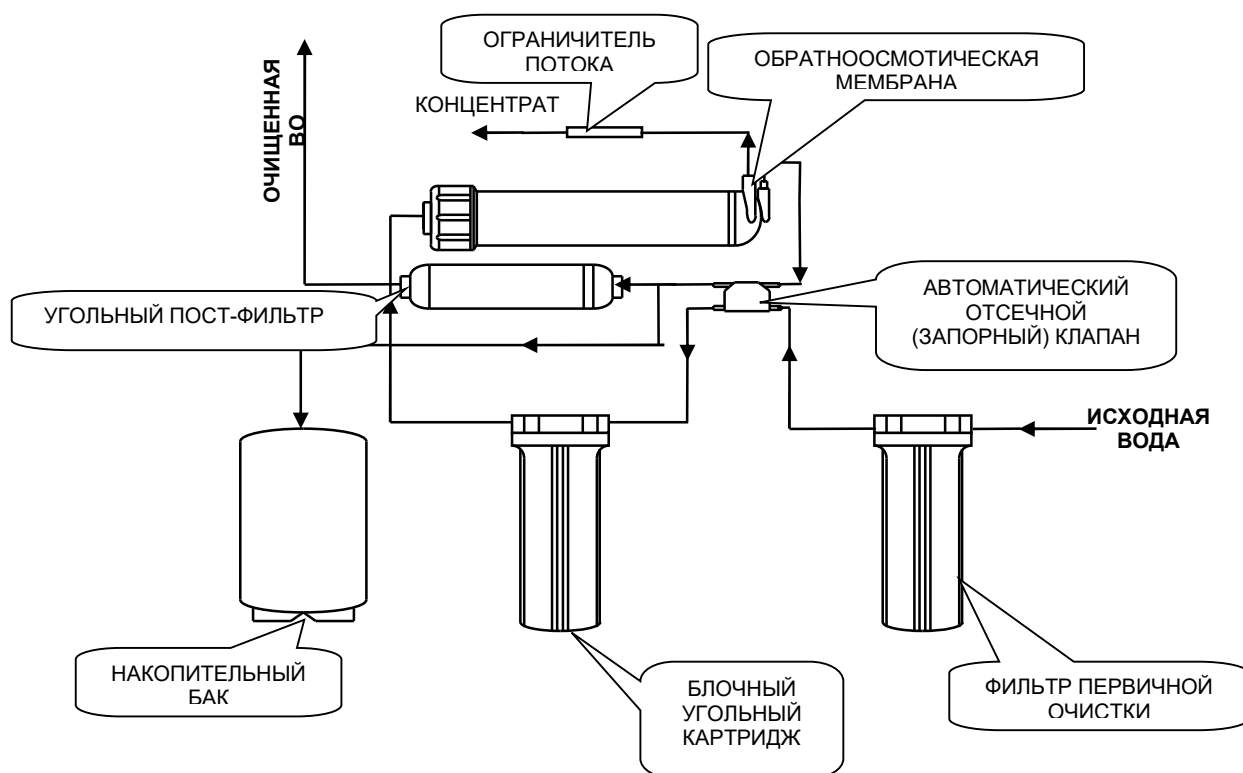 ОГРАНИЧИТЕЛЬ
ПОТОКА
ОБРАТНООСМОТИЧЕСКАЯ
МЕМБРАНА
КОНЦЕНТРАТ
ОЧИЩЕННАЯ
ВО
УГОЛЬНЫЙ ПОСТ-ФИЛЬТР
АВТОМАТИЧЕСКИЙ
ОТСЕЧНОЙ
(ЗАПОРНЫЙ) КЛАПАН
ИСХОДНАЯ
ВОДА
НАКОПИТЕЛЬНЫЙ
БАК
БЛОЧНЫЙ
УГОЛЬНЫЙ
КАРТРИДЖ
ФИЛЬТР ПЕРВИЧНОЙ
ОЧИСТКИ